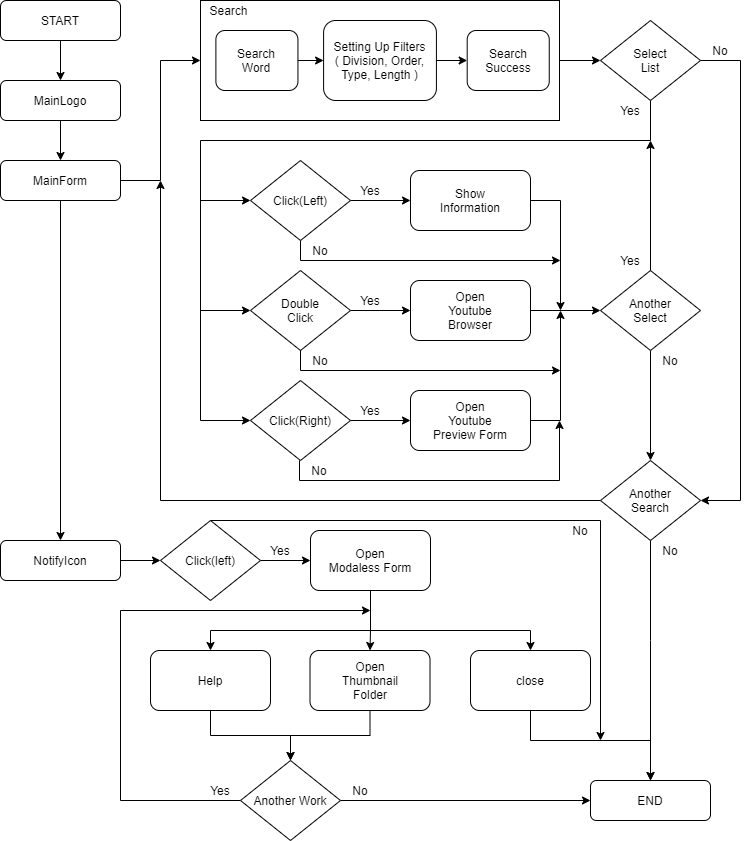 START
MainLogo
MainForm
Search
Search
Word
Setting Up Filters
( Division, Order,
Type, Length )
Search
Success
Select
List
No
Yes
Click(Left)
Yes
Show
Information
No
Double
Click
Yes
Open
Youtube
Browser
No
Yes
Another
Select
No
Click(Right)
Yes
Open
Youtube
Preview Form
No
Another
Search
No
NotifyIcon
Click(left)
Yes
No
Open
Modaless Form
Help
Open
Thumbnail
Folder
close
Yes
Another Work
No
END